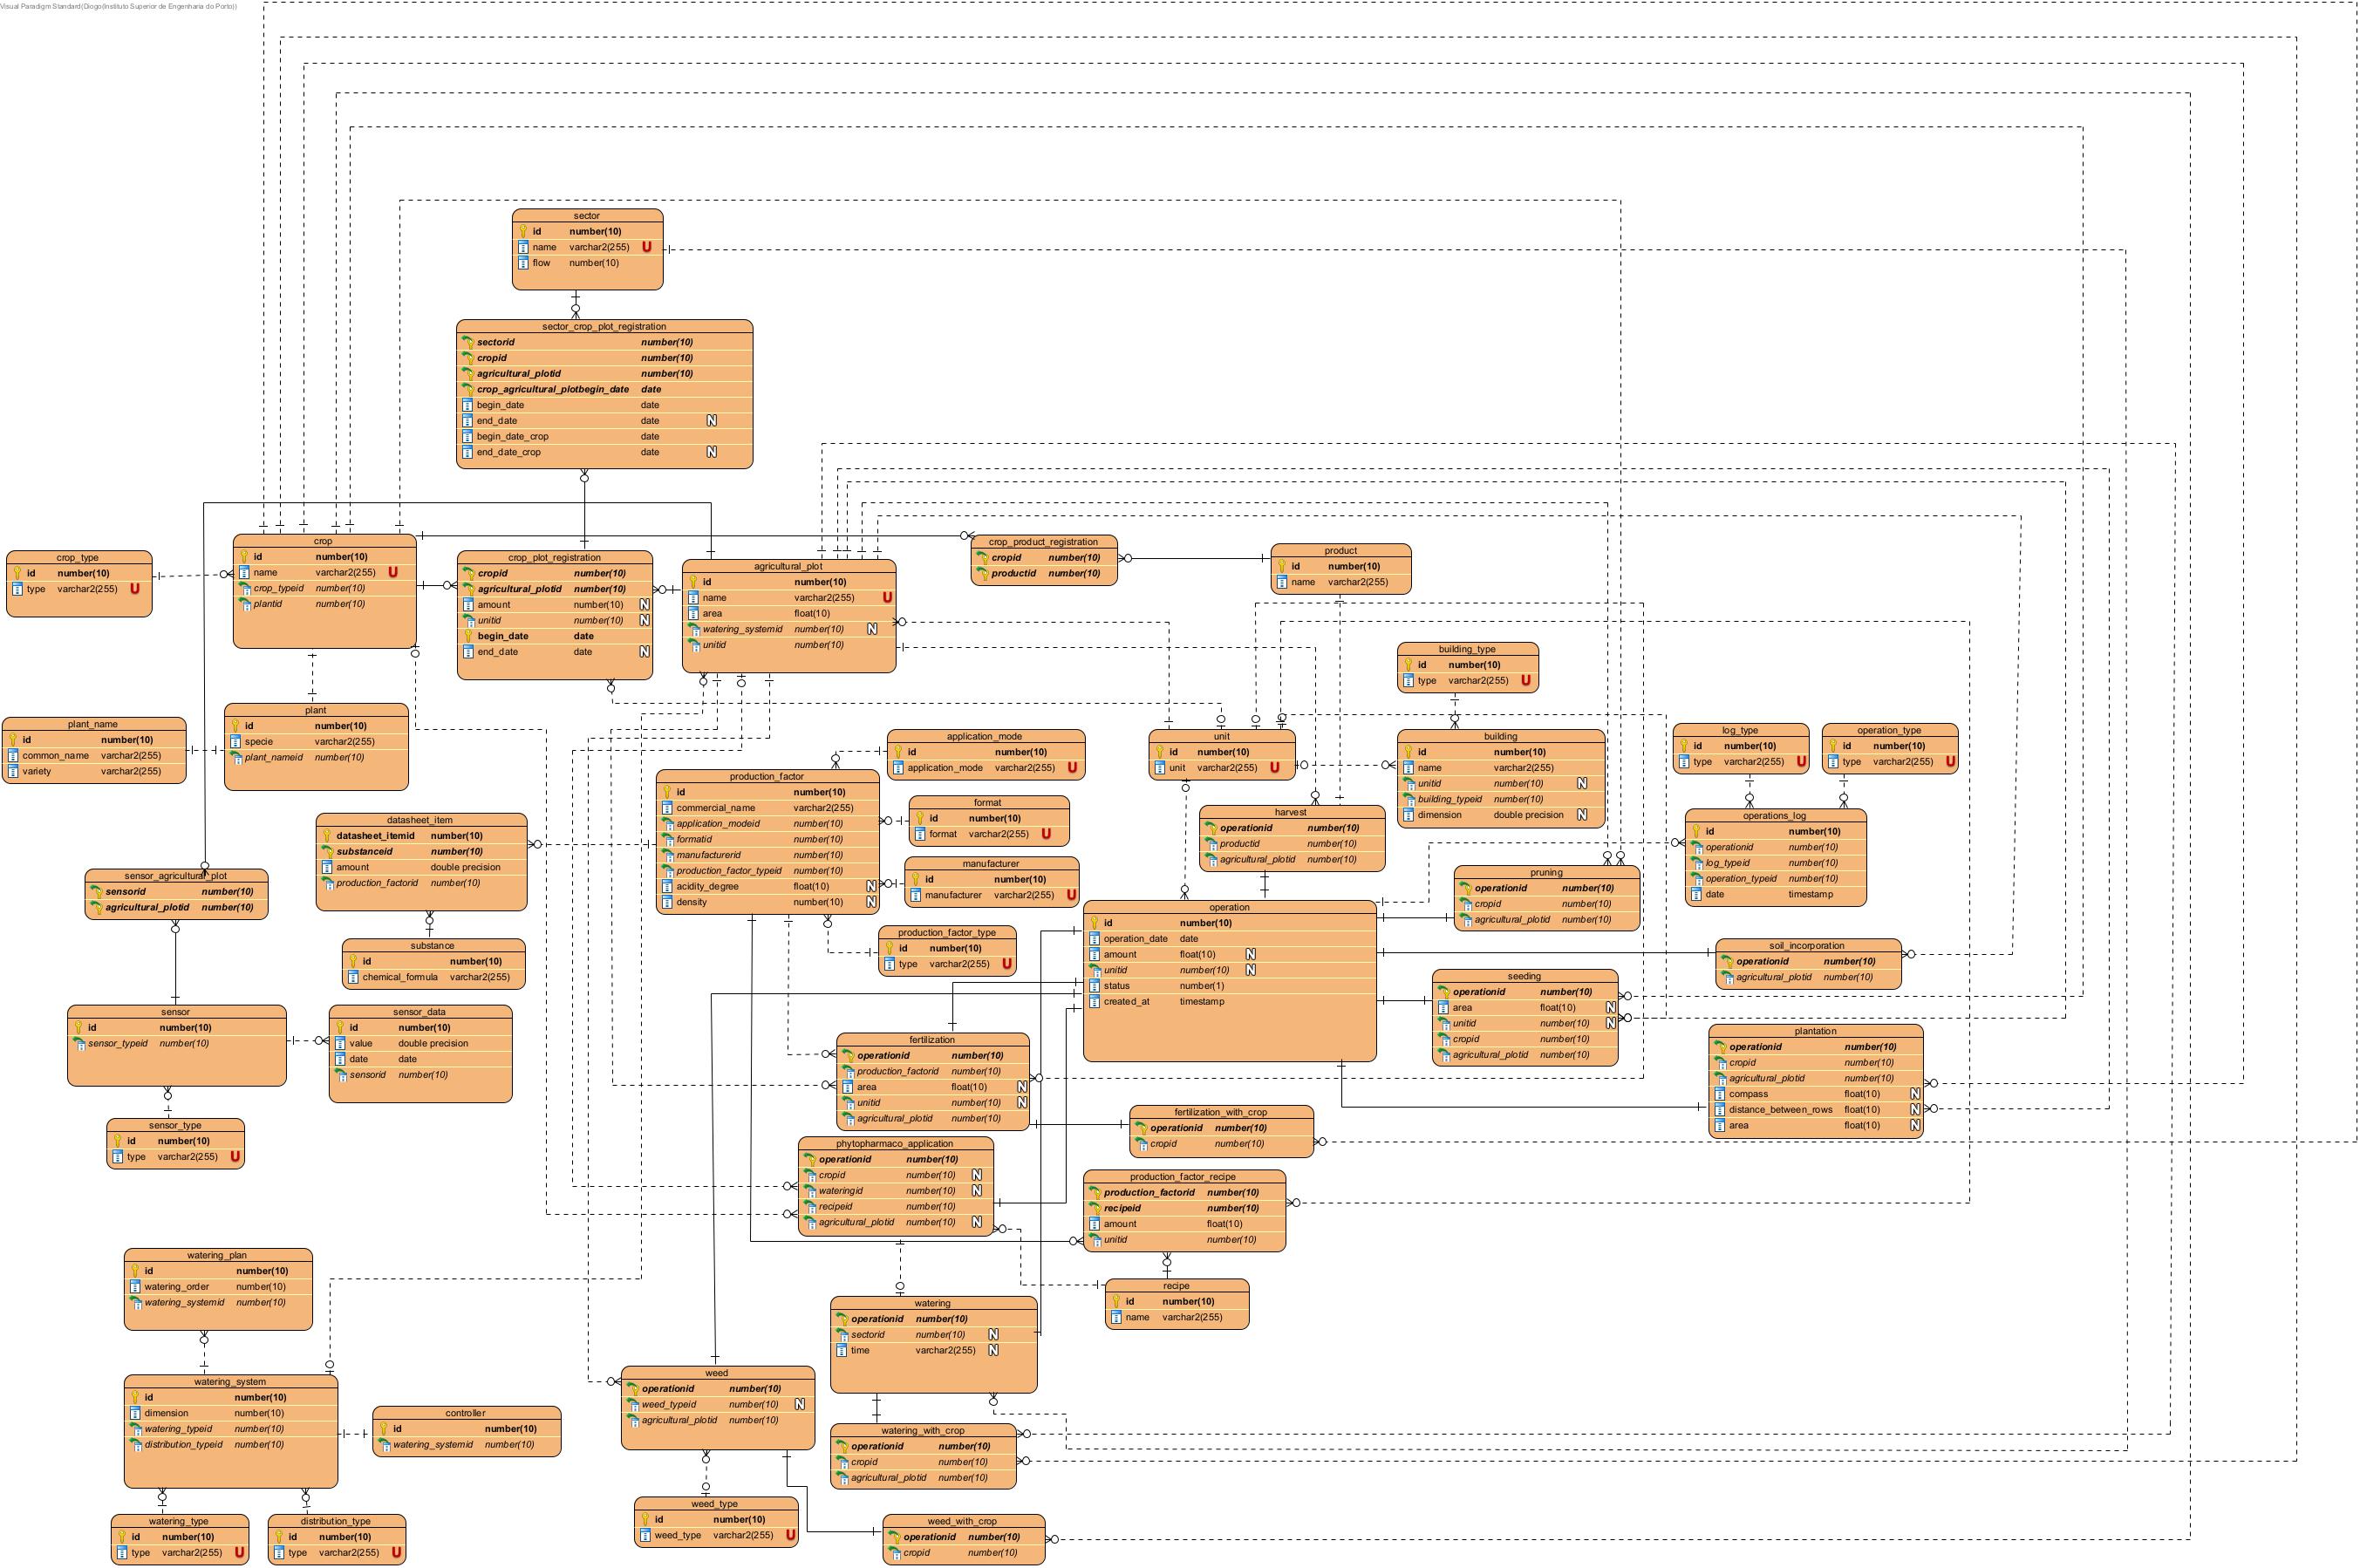 Visual Paradigm Standard(Diogo(Instituto Superior de Engenharia do Porto))
sector
id number(10)
name varchar2(255) U
flow number(10)
sector_crop_plot_registration
sectorid number(10)
cropid number(10)
agricultural_plotid number(10)
crop_agricultural_plotbegin_date date
begin_date date
end_date date N
begin_date_crop date
end_date_crop date N
crop_type
id number(10)
type varchar2(255) U
crop
id number(10)
name varchar2(255) U
crop_typeid number(10)
plantid number(10)
crop_plot_registration
cropid number(10)
agricultural_plotid number(10)
amount number(10) N
unitid number(10) N
begin_date date
end_date date N
agricultural_plot
id number(10)
name varchar2(255) U
area float(10)
watering_systemid number(10) N
unitid number(10)
crop_product_registration
cropid number(10)
productid number(10)
product
id number(10)
name varchar2(255)
building_type
id number(10)
type varchar2(255) U
plant_name
id number(10)
common_name varchar2(255)
variety varchar2(255)
plant
id number(10)
specie varchar2(255)
plant_nameid number(10)
application_mode
id number(10)
application_mode varchar2(255) U
unit
id number(10)
unit varchar2(255) U
building
id number(10)
name varchar2(255)
unitid number(10) N
building_typeid number(10)
dimension double precision N
log_type
id number(10)
type varchar2(255) U
operation_type
id number(10)
type varchar2(255) U
production_factor
id number(10)
commercial_name varchar2(255)
application_modeid number(10)
formatid number(10)
manufacturerid number(10)
production_factor_typeid number(10)
acidity_degree float(10) N
density number(10) N
format
id number(10)
format varchar2(255) U
manufacturer
id number(10)
manufacturer varchar2(255) U
harvest
operationid number(10)
productid number(10)
agricultural_plotid number(10)
operations_log
id number(10)
operationid number(10)
log_typeid number(10)
operation_typeid number(10)
date timestamp
datasheet_item
datasheet_itemid number(10)
substanceid number(10)
amount double precision
production_factorid number(10)
sensor_agricultural_plot
sensorid number(10)
agricultural_plotid number(10)
pruning
operationid number(10)
cropid number(10)
agricultural_plotid number(10)
operation
id number(10)
operation_date date
amount float(10) N
unitid number(10) N
status number(1)
created_at timestamp
production_factor_type
id number(10)
type varchar2(255) U
substance
id number(10)
chemical_formula varchar2(255)
soil_incorporation
operationid number(10)
agricultural_plotid number(10)
seeding
operationid number(10)
area float(10) N
unitid number(10) N
cropid number(10)
agricultural_plotid number(10)
sensor
id number(10)
sensor_typeid number(10)
sensor_data
id number(10)
value double precision
date date
sensorid number(10)
plantation
operationid number(10)
cropid number(10)
agricultural_plotid number(10)
compass float(10) N
distance_between_rows float(10) N
area float(10) N
fertilization
operationid number(10)
production_factorid number(10)
area float(10) N
unitid number(10) N
agricultural_plotid number(10)
fertilization_with_crop
operationid number(10)
cropid number(10)
sensor_type
id number(10)
type varchar2(255) U
phytopharmaco_application
operationid number(10)
cropid number(10) N
wateringid number(10) N
recipeid number(10)
agricultural_plotid number(10) N
production_factor_recipe
production_factorid number(10)
recipeid number(10)
amount float(10)
unitid number(10)
watering_plan
id number(10)
watering_order number(10)
watering_systemid number(10)
recipe
id number(10)
name varchar2(255)
watering
operationid number(10)
sectorid number(10) N
time varchar2(255) N
weed
operationid number(10)
weed_typeid number(10) N
agricultural_plotid number(10)
watering_system
id number(10)
dimension number(10)
watering_typeid number(10)
distribution_typeid number(10)
controller
id number(10)
watering_systemid number(10)
watering_with_crop
operationid number(10)
cropid number(10)
agricultural_plotid number(10)
weed_type
id number(10)
weed_type varchar2(255) U
watering_type
id number(10)
type varchar2(255) U
distribution_type
id number(10)
type varchar2(255) U
weed_with_crop
operationid number(10)
cropid number(10)